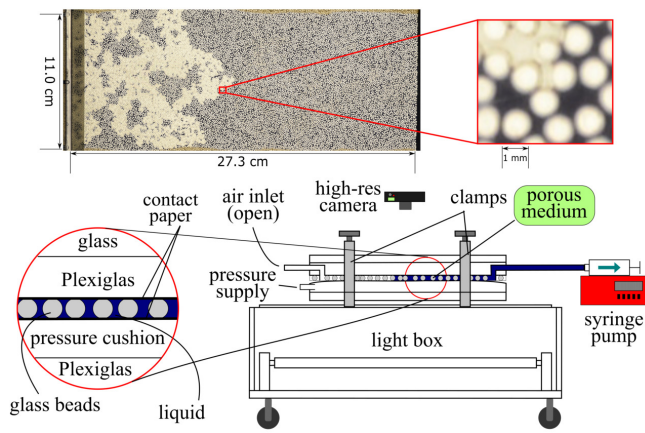 11.0 cm
27.3 cm
1 mm
contact
paper
glass
Plexiglas
pressure cushion
Plexiglas
glass beads
liquid
air inlet
(open)
pressure
supply
high-res
camera
clamps
porous
medium
light box
syringe
pump